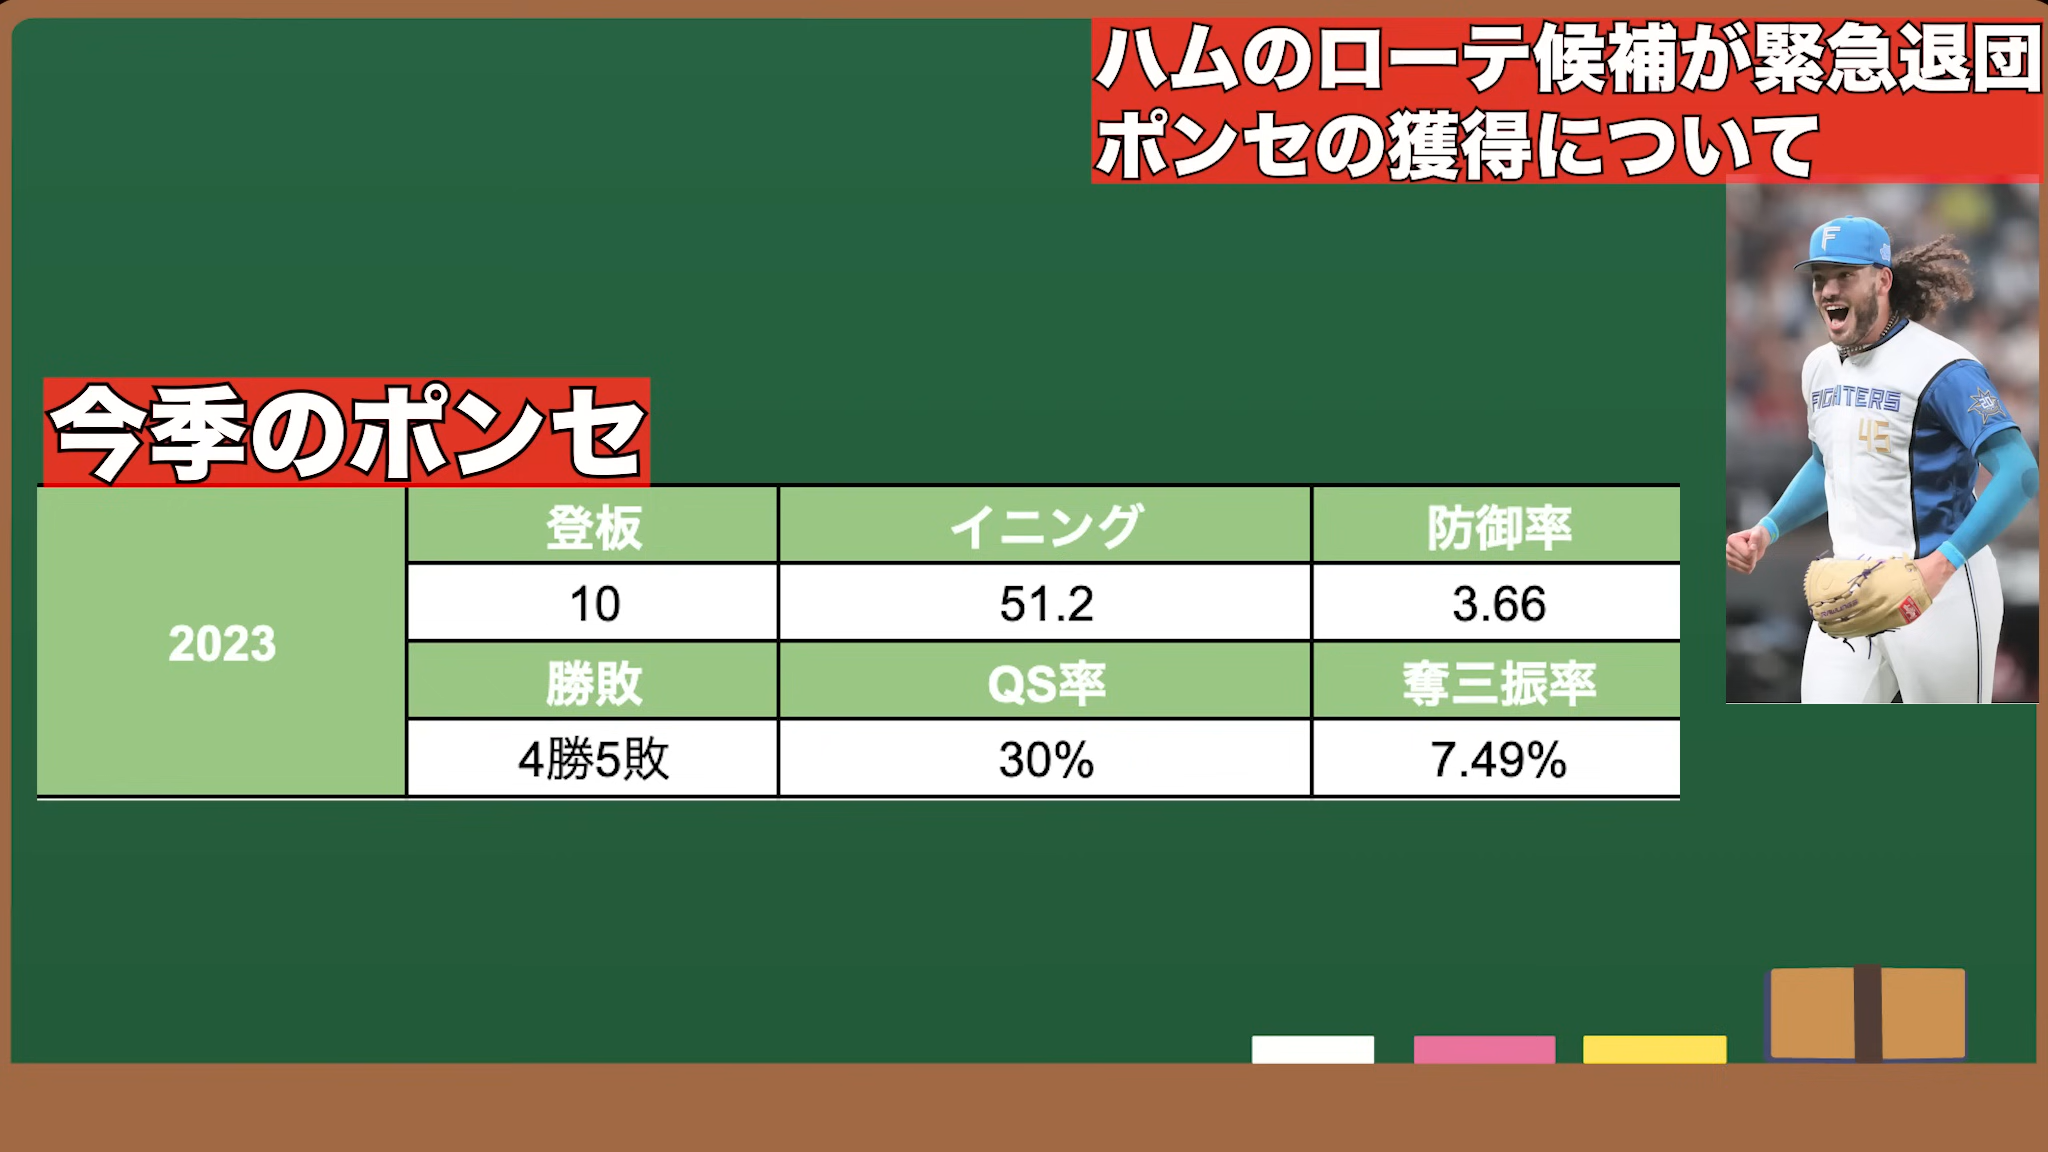 ハムのローテ候補が緊急退団
ポンセの獲得について
今季のポンセ
登板 イニング 防御率
10 51.2 3.66
2023
勝敗 QS率 奪三振率
4勝5敗 30% 7.49%
F
FIGHTERS
45